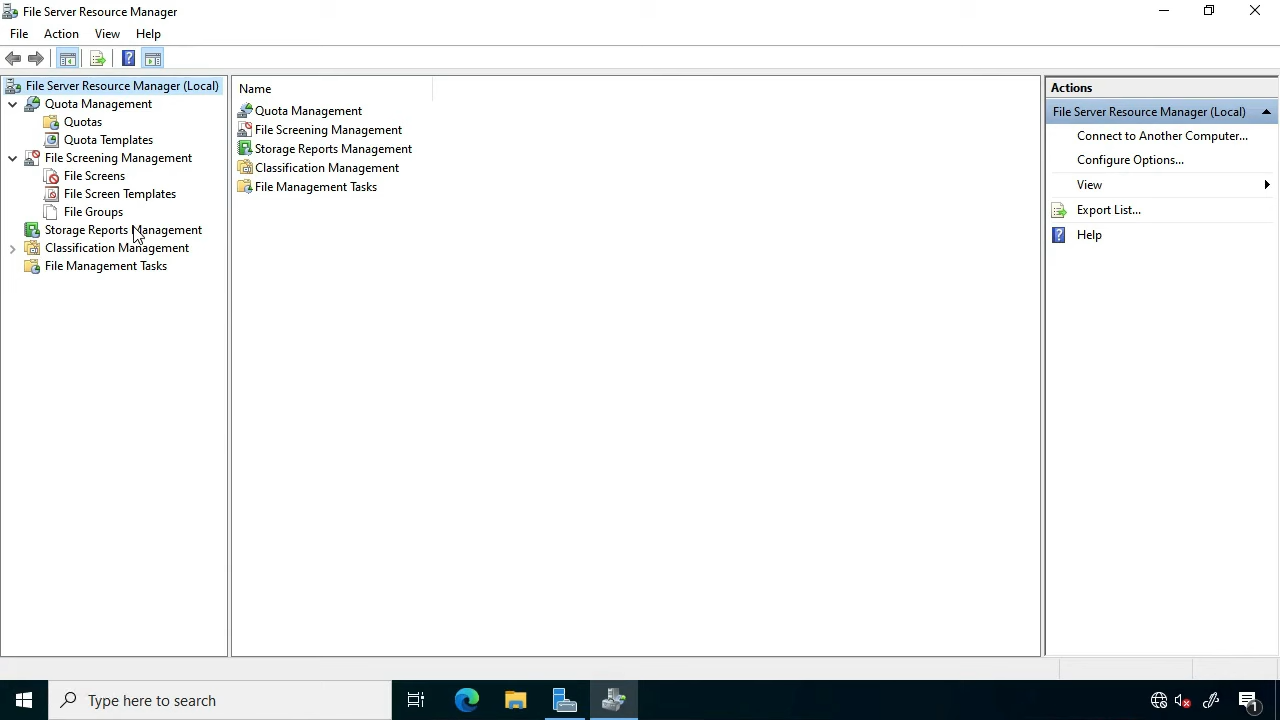 File Server Resource Manager
File Action View Help
File Server Resource Manager (Local)
Quota Management
Quotas
Quota Templates
File Screening Management
File Screens
File Screen Templates
File Groups
Storage Reports Management
Classification Management
File Management Tasks
Name
Quota Management
File Screening Management
Storage Reports Management
Classification Management
File Management Tasks
Actions
File Server Resource Manager (Local)
Connect to Another Computer...
Configure Options...
View
Export List...
Help
Type here to search
1